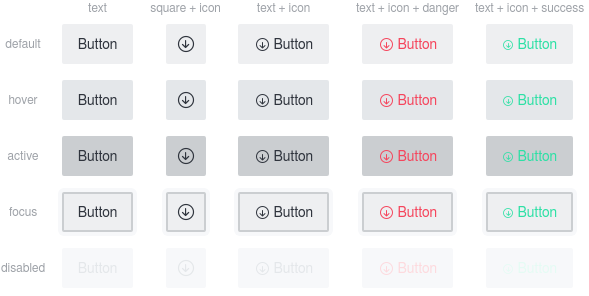 text square + icon text + icon text + icon + danger text + icon + success
default Button Button Button Button
hover Button Button Button Button
active Button Button Button Button
focus Button Button Button Button
disabled Button Button Button Button